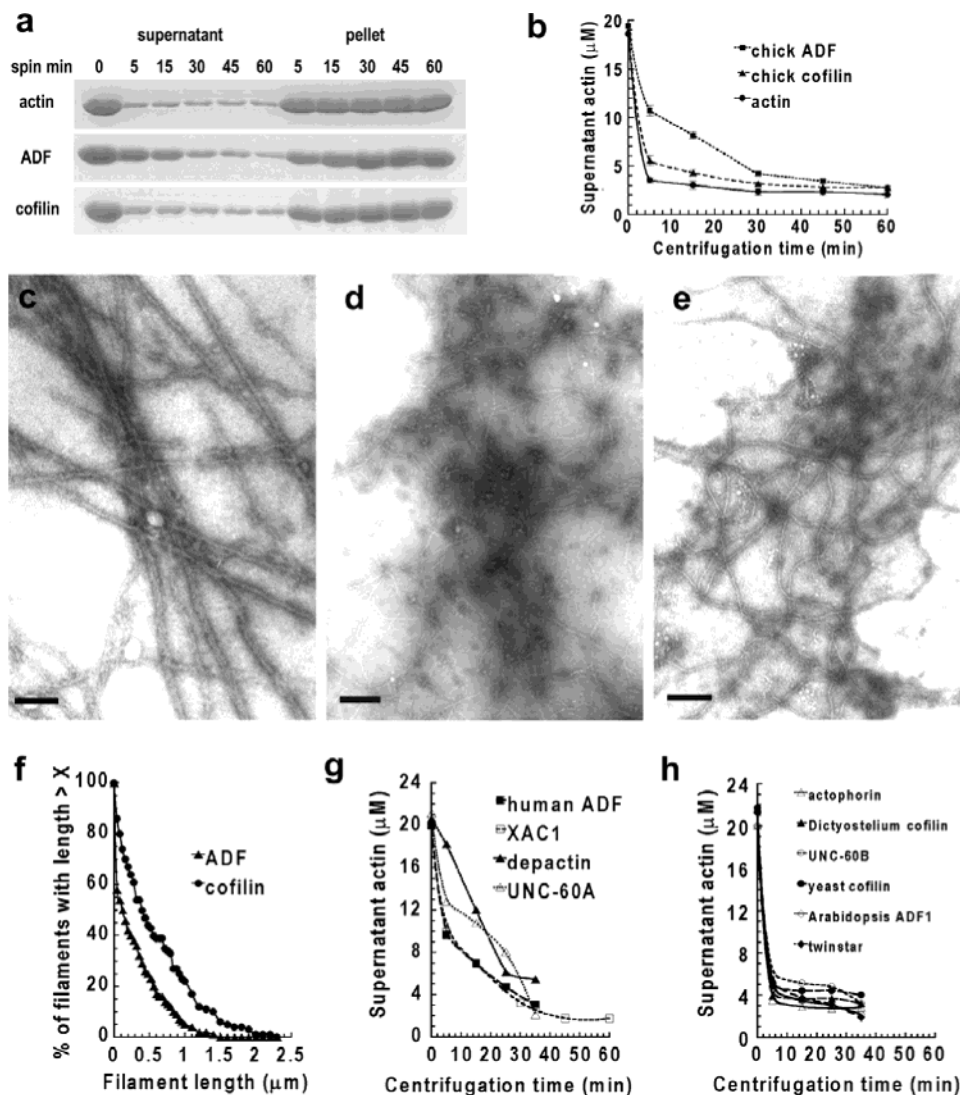 a
supernatant pellet
spin min 0 5 15 30 45 60 5 15 30 45 60
actin
ADF
cofilin
b
20
15
10
5
0
0 10 20 30 40 50 60
Supernatant actin (μM)
Centrifugation time (min)
chick ADF
chick cofilin
actin
c
d
e
f
100
80
60
40
20
0
0 0.5 1 1.5 2 2.5
% of filaments with length > X
Filament length (μm)
ADF
cofilin
g
24
20
16
12
8
4
0
0 10 20 30 40 50 60
Supernatant actin (μM)
Centrifugation time (min)
human ADF
XAC1
depactin
UNC-60A
h
24
20
16
12
8
4
0
0 10 20 30 40 50 60
Supernatant actin (μM)
Centrifugation time (min)
actophorin
Dictyostelium cofilin
UNC-60B
yeast cofilin
Arabidopsis ADF1
twinstar